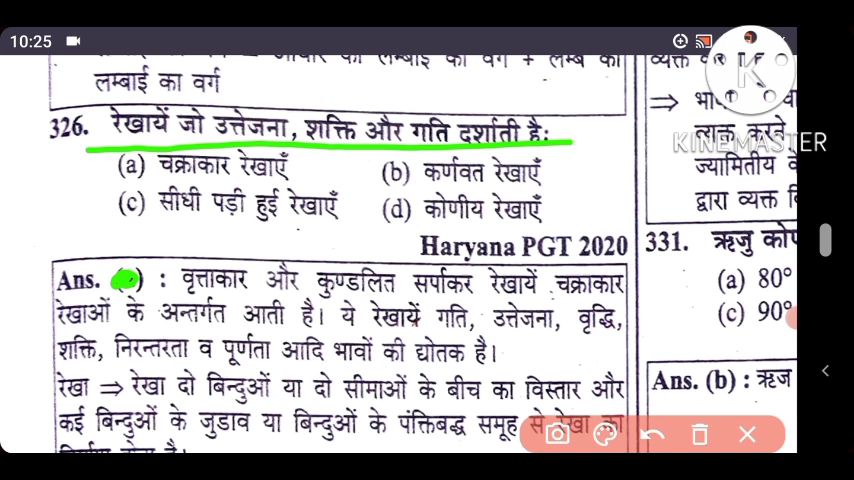 10:25
लम्बाई का वर्ग
326. रेखायें जो उत्तेजना, शक्ति और गति दर्शाती है:
(a) चक्राकार रेखाएँ (b) कर्णवत रेखाएँ
(c) सीधी पड़ी हुई रेखाएँ (d) कोणीय रेखाएँ
Haryana PGT 2020
Ans. ) : वृत्ताकार और कुण्डलित सर्पाकर रेखायें चक्राकार
रेखाओं के अन्तर्गत आती है। ये रेखायें गति, उत्तेजना, वृद्धि,
शक्ति, निरन्तरता व पूर्णता आदि भावों की द्योतक है।
रेखा ⇒ रेखा दो बिन्दुओं या दो सीमाओं के बीच का विस्तार और
कई बिन्दुओं के जुडाव या बिन्दुओं के पंक्तिबद्ध समूह से रेखा का
K
KINEMASTER
⇒
ज्यामितीय
द्वारा व्यक्त
331. ऋजु
(a) 80°
(c) 90°
Ans. (b) : ऋज